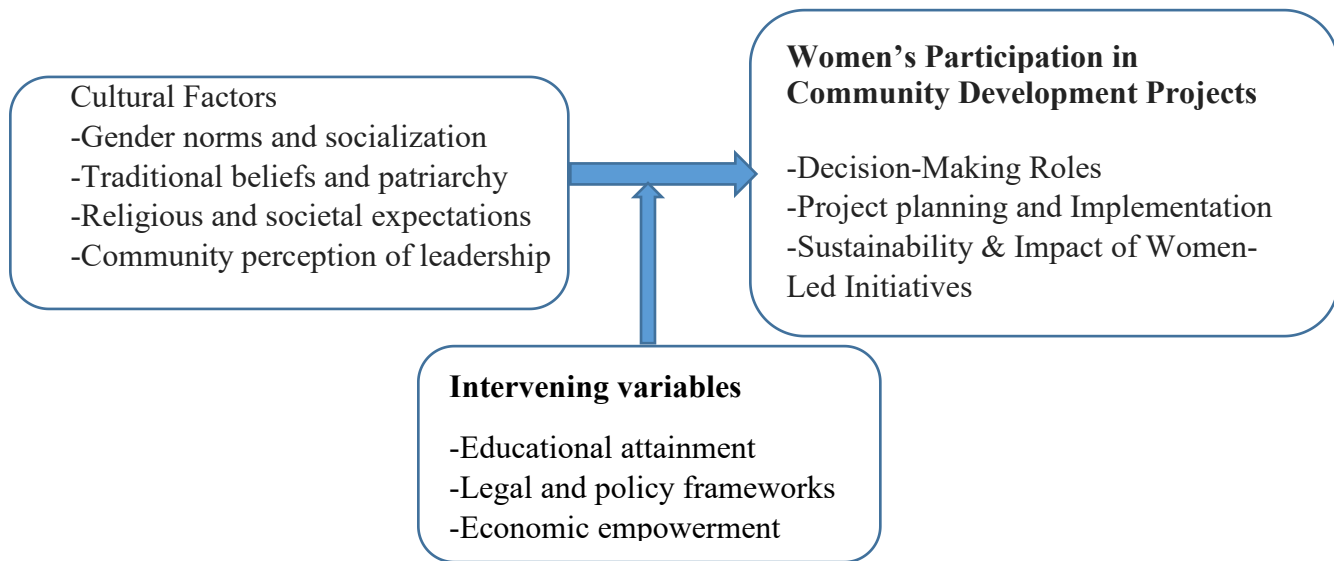 Cultural Factors
-Gender norms and socialization
-Traditional beliefs and patriarchy
-Religious and societal expectations
-Community perception of leadership
Women’s Participation in
Community Development Projects
-Decision-Making Roles
-Project planning and Implementation
-Sustainability & Impact of Women-
Led Initiatives
Intervening variables
-Educational attainment
-Legal and policy frameworks
-Economic empowerment